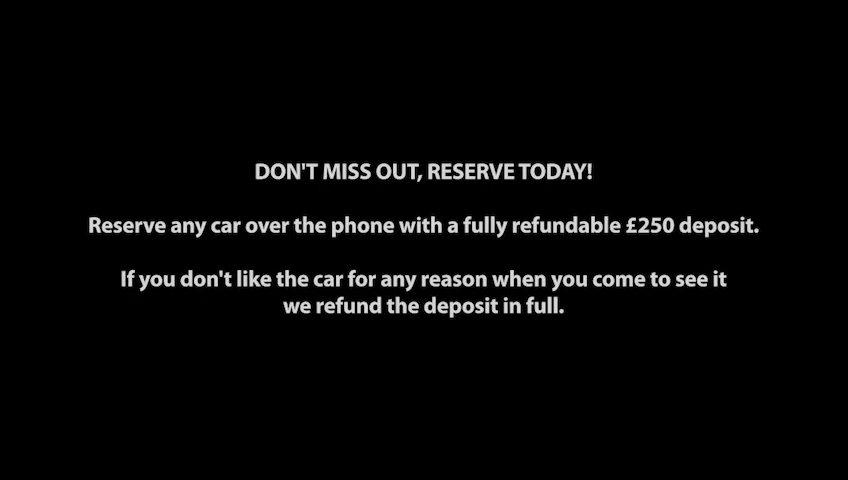 DON'T MISS OUT, RESERVE TODAY!
Reserve any car over the phone with a fully refundable £250 deposit.
If you don't like the car for any reason when you come to see it
we refund the deposit in full.